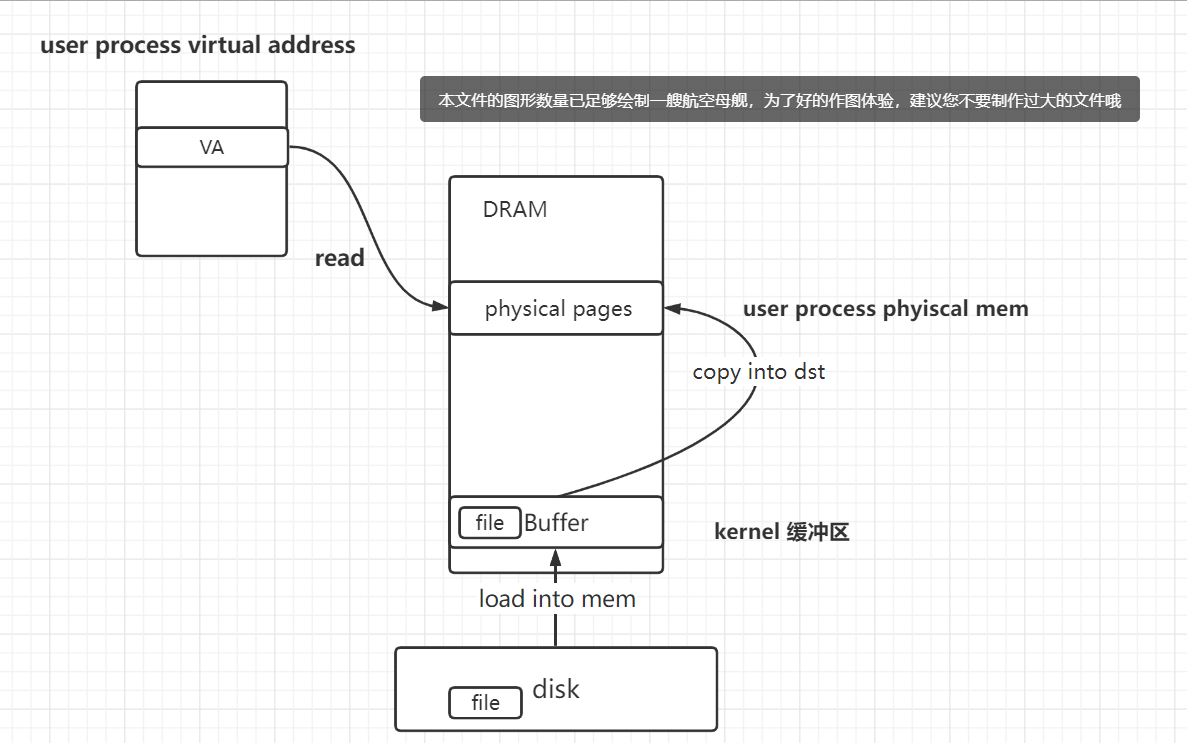 user process virtual address
本文件的图形数量已足够绘制一艘航空母舰，为了好的作图体验，建议您不要制作过大的文件哦
VA
DRAM
read
physical pages
user process phyiscal mem
copy into dst
file
Buffer
kernel 缓冲区
load into mem
disk
file